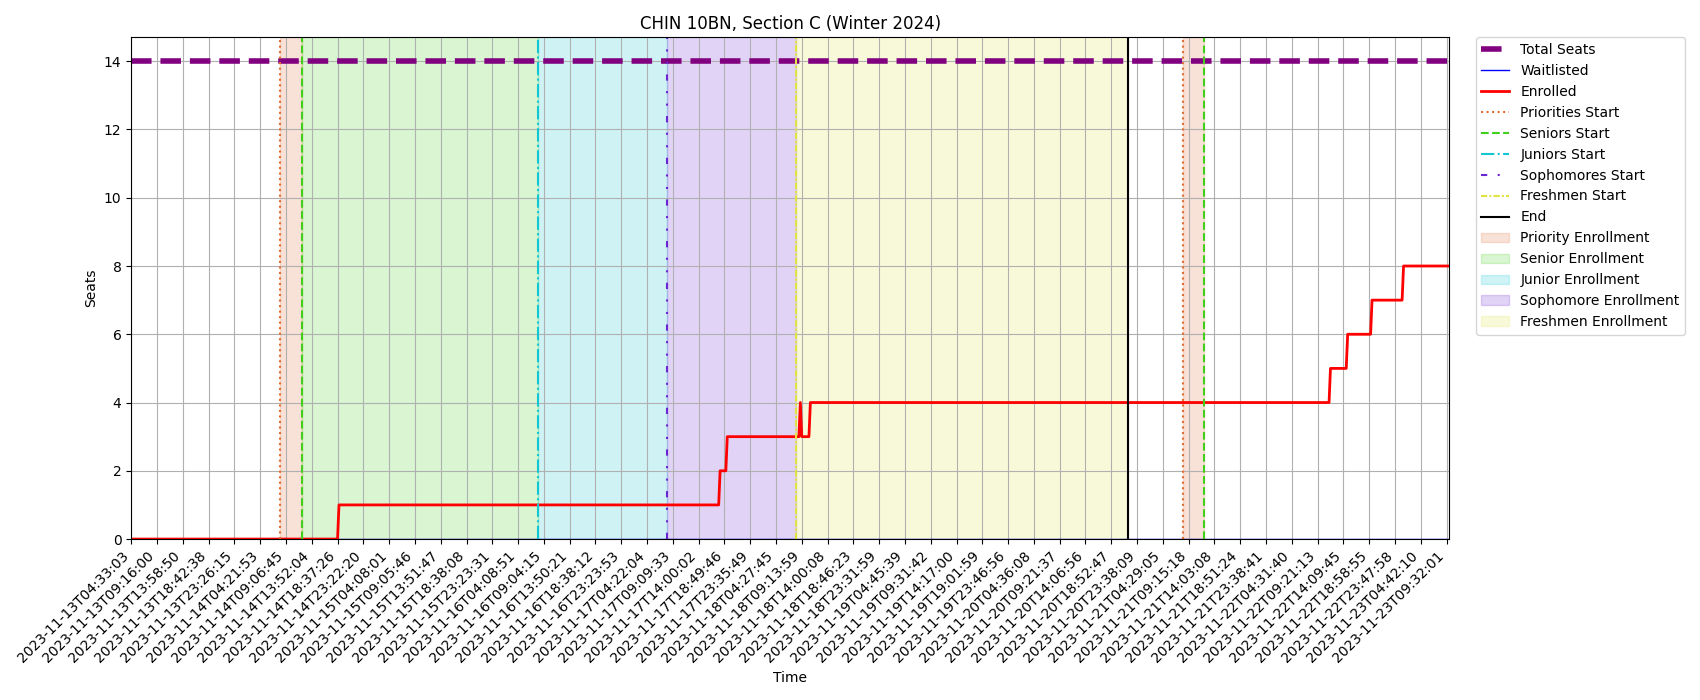 CHIN 10BN, Section C (Winter 2024)
Seats
14
12
10
8
6
4
2
0
2023-11-13T04:33:03
2023-11-13T09:16:00
2023-11-13T13:58:50
2023-11-13T18:42:38
2023-11-13T23:26:15
2023-11-14T04:21:53
2023-11-14T09:06:45
2023-11-14T13:52:04
2023-11-14T18:37:26
2023-11-14T23:22:20
2023-11-15T04:08:01
2023-11-15T09:05:46
2023-11-15T13:51:47
2023-11-15T18:38:08
2023-11-15T23:23:31
2023-11-16T04:08:51
2023-11-16T09:04:15
2023-11-16T13:50:21
2023-11-16T18:38:12
2023-11-16T23:23:53
2023-11-17T04:22:04
2023-11-17T09:09:33
2023-11-17T14:00:02
2023-11-17T18:49:46
2023-11-17T23:35:49
2023-11-18T04:27:45
2023-11-18T09:13:59
2023-11-18T14:00:08
2023-11-18T18:46:23
2023-11-18T23:31:59
2023-11-19T04:45:39
2023-11-19T09:31:42
2023-11-19T14:17:00
2023-11-19T19:01:59
2023-11-19T23:46:56
2023-11-20T04:36:08
2023-11-20T09:21:37
2023-11-20T14:06:56
2023-11-20T18:52:47
2023-11-20T23:38:09
2023-11-21T04:29:05
2023-11-21T09:15:18
2023-11-21T14:03:08
2023-11-21T18:51:24
2023-11-21T23:38:41
2023-11-22T04:31:40
2023-11-22T09:21:13
2023-11-22T14:09:45
2023-11-22T18:58:55
2023-11-22T23:47:58
2023-11-23T04:42:10
2023-11-23T09:32:01
Time
Total Seats
Waitlisted
Enrolled
Priorities Start
Seniors Start
Juniors Start
Sophomores Start
Freshmen Start
End
Priority Enrollment
Senior Enrollment
Junior Enrollment
Sophomore Enrollment
Freshmen Enrollment